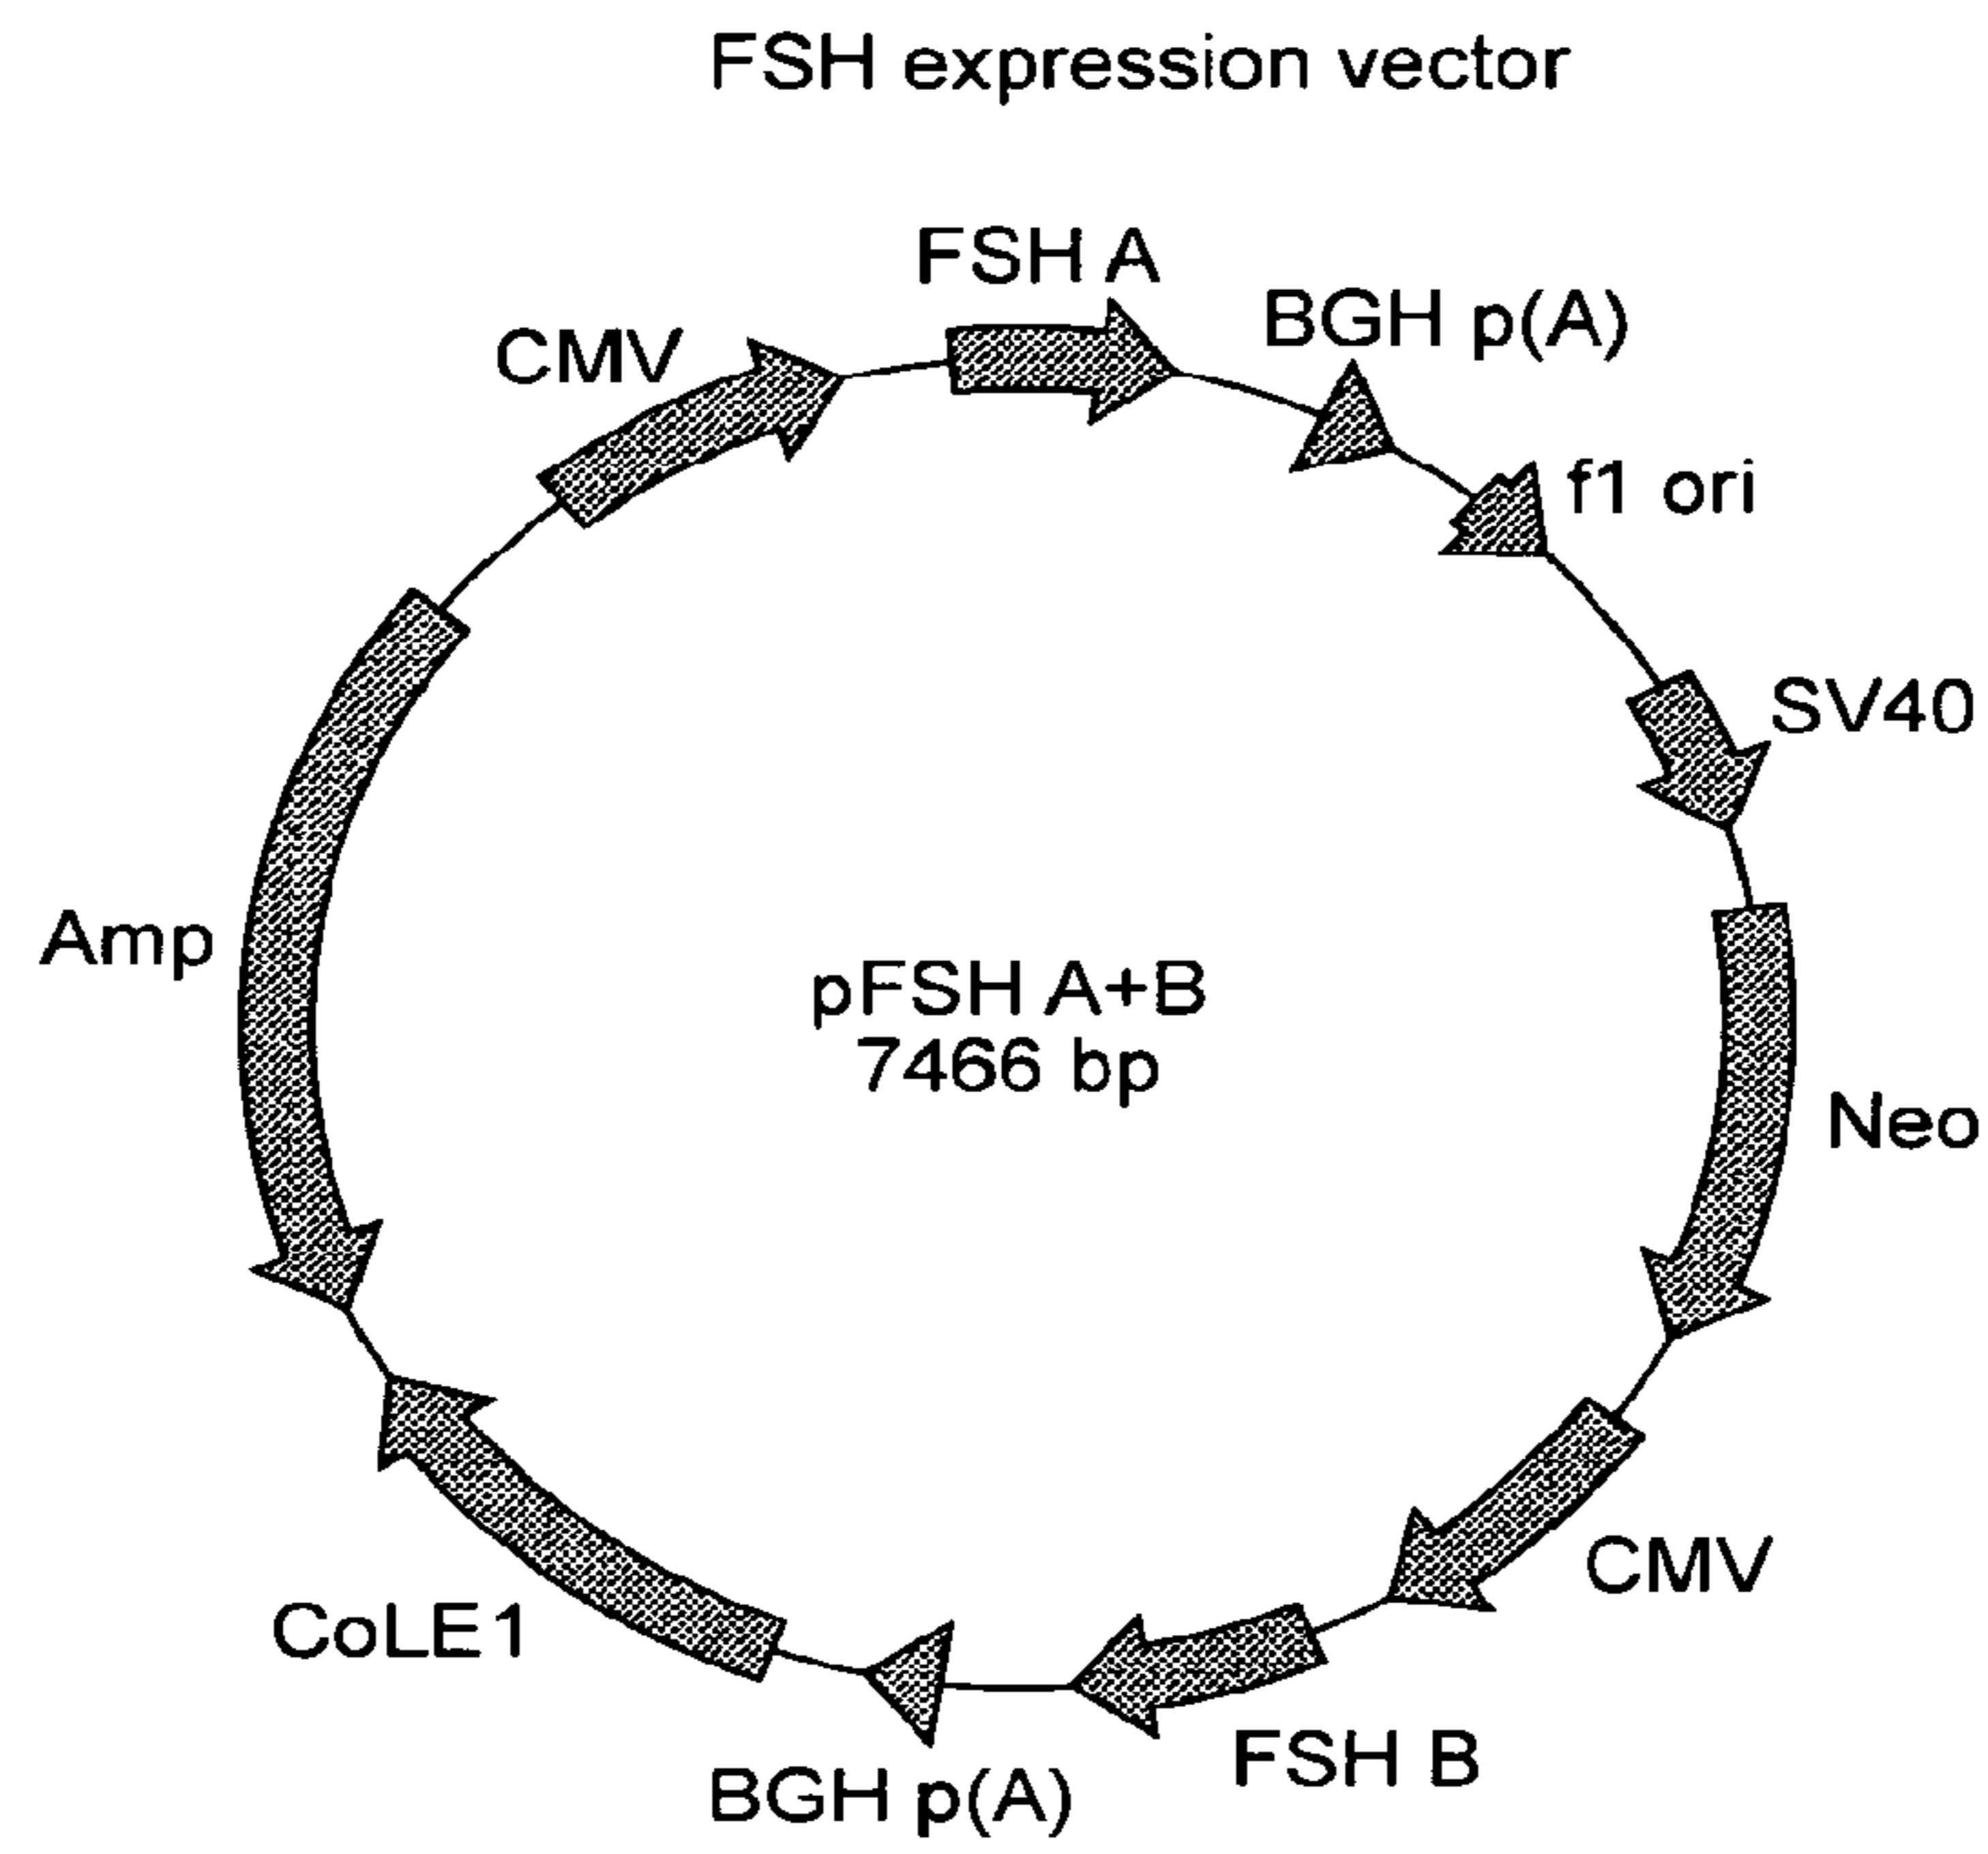 FSH expression vector
FSH A
BGH p(A)
CMV
f1 ori
SV40
Amp
pFSH A+B
7466 bp
Neo
CMV
CoLE1
FSH B
BGH p(A)